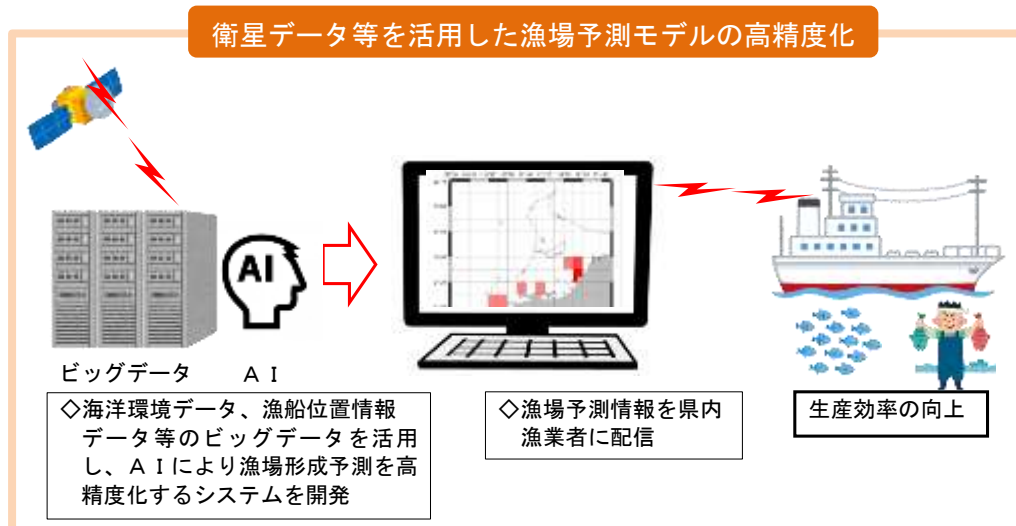 衛星データ等を活用した漁場予測モデルの高精度化
AI
ビッグデータ
ＡＩ
◇海洋環境データ、漁船位置情報
データ等のビッグデータを活用
し、ＡＩにより漁場形成予測を高
精度化するシステムを開発
◇漁場予測情報を県内
漁業者に配信
生産効率の向上